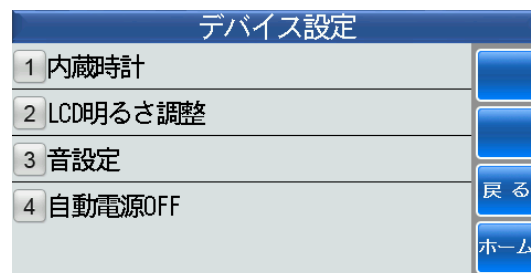 デバイス設定
1 内蔵時計
2 LCD明るさ調整
3 音設定
4 自動電源OFF
戻る
ホーム